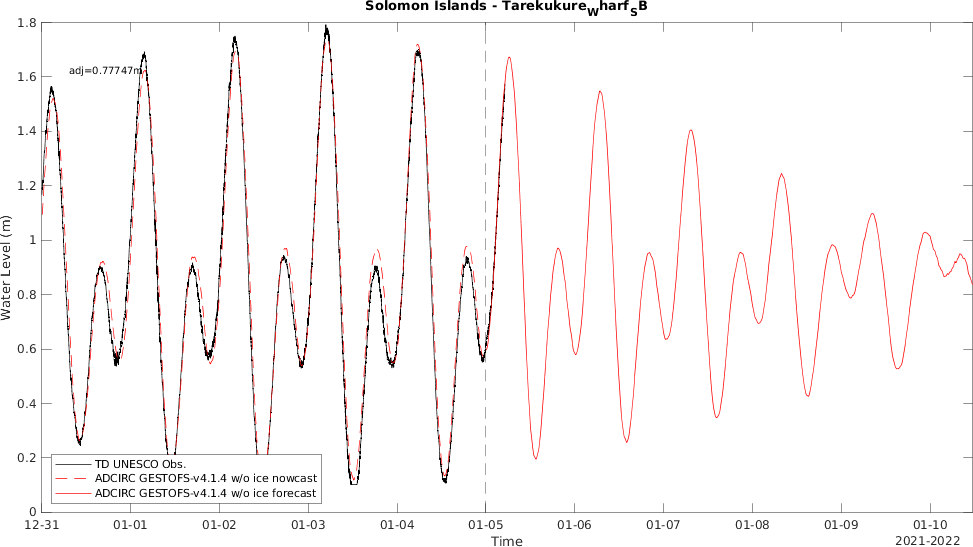 Solomon Islands - TarekukureWharfSB
1.8
adj=0.77747m
1.6
1.4
1.2
1
0.8
0.6
0.4
0.2
0
Water Level (m)
TD UNESCO Obs.
ADCIRC GESTOFS-v4.1.4 w/o ice nowcast
ADCIRC GESTOFS-v4.1.4 w/o ice forecast
12-31 01-01 01-02 01-03 01-04 01-05 01-06 01-07 01-08 01-09 01-10
Time
2021-2022